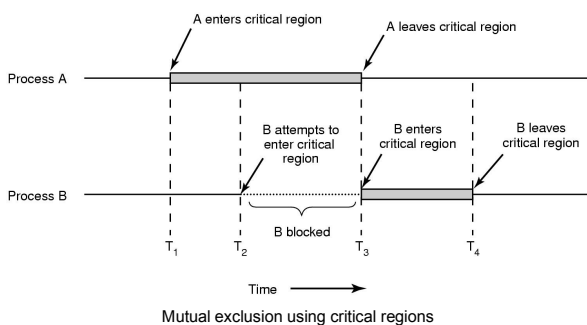 A enters critical region
A leaves critical region
Process A
B attempts to
enter critical
region
B enters
critical region
B leaves
critical region
Process B
B blocked
T1
T2
T3
T4
Time
Mutual exclusion using critical regions